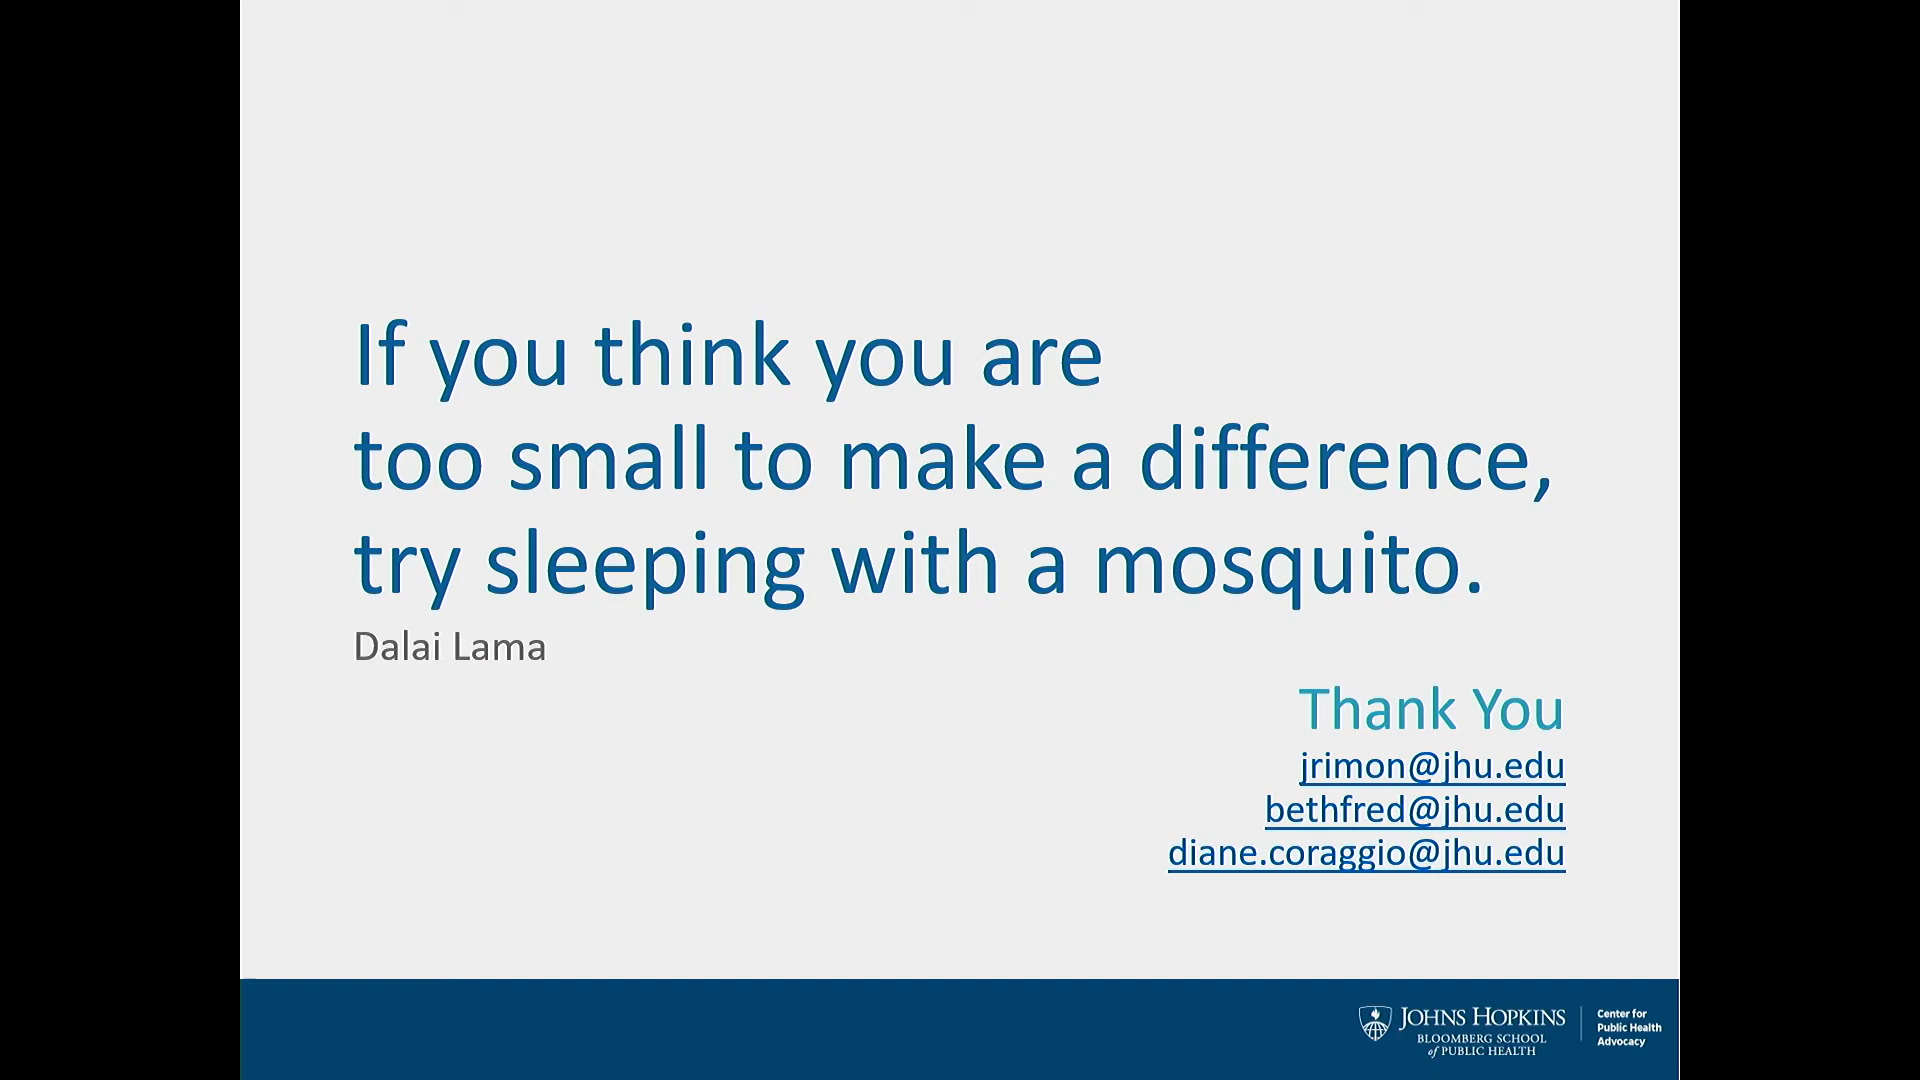 If you think you are
too small to make a difference,
try sleeping with a mosquito.
Dalai Lama
Thank You
jrimon@jhu.edu
bethfred@jhu.edu
diane.coraggio@jhu.edu
JOHNS HOPKINS
BLOOMBERG SCHOOL
of PUBLIC HEALTH
Center for
Public Health
Advocacy